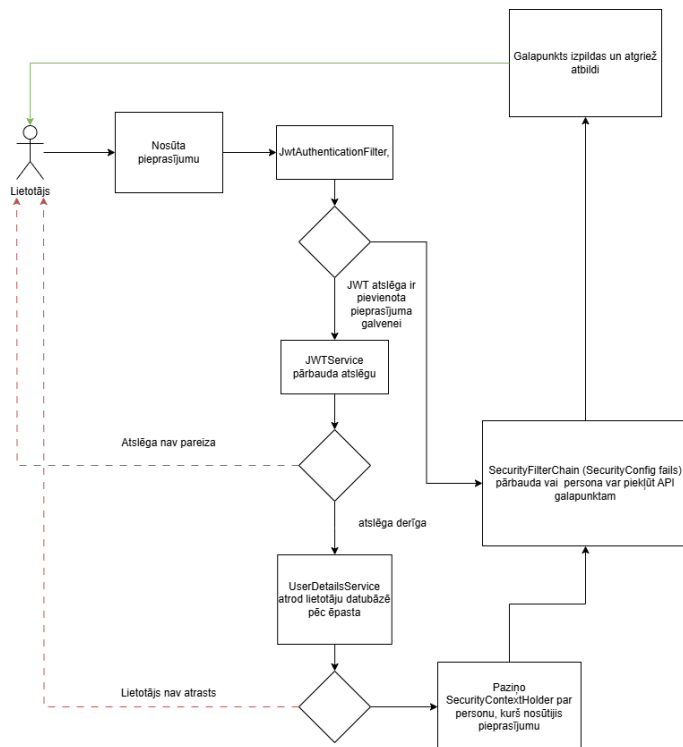 Galapunkts izpildas un atgriež
atbildi
Nosūta
pieprasījumu
JwtAuthenticationFilter,
Lietotājs
JWT atslēga ir
pievienota
pieprasījuma
galvenei
JWTService
pārbauda atslēgu
Atslēga nav pareiza
SecurityFilterChain (SecurityConfig fails)
pārbauda vai persona var piekļūt API
galapunktam
atslēga derīga
UserDetailsService
atrod lietotāju datubāzē
pēc ēpasta
Lietotājs nav atrasts
Paziņo
SecurityContextHolder par
personu, kurš nosūtījis
pieprasījumu